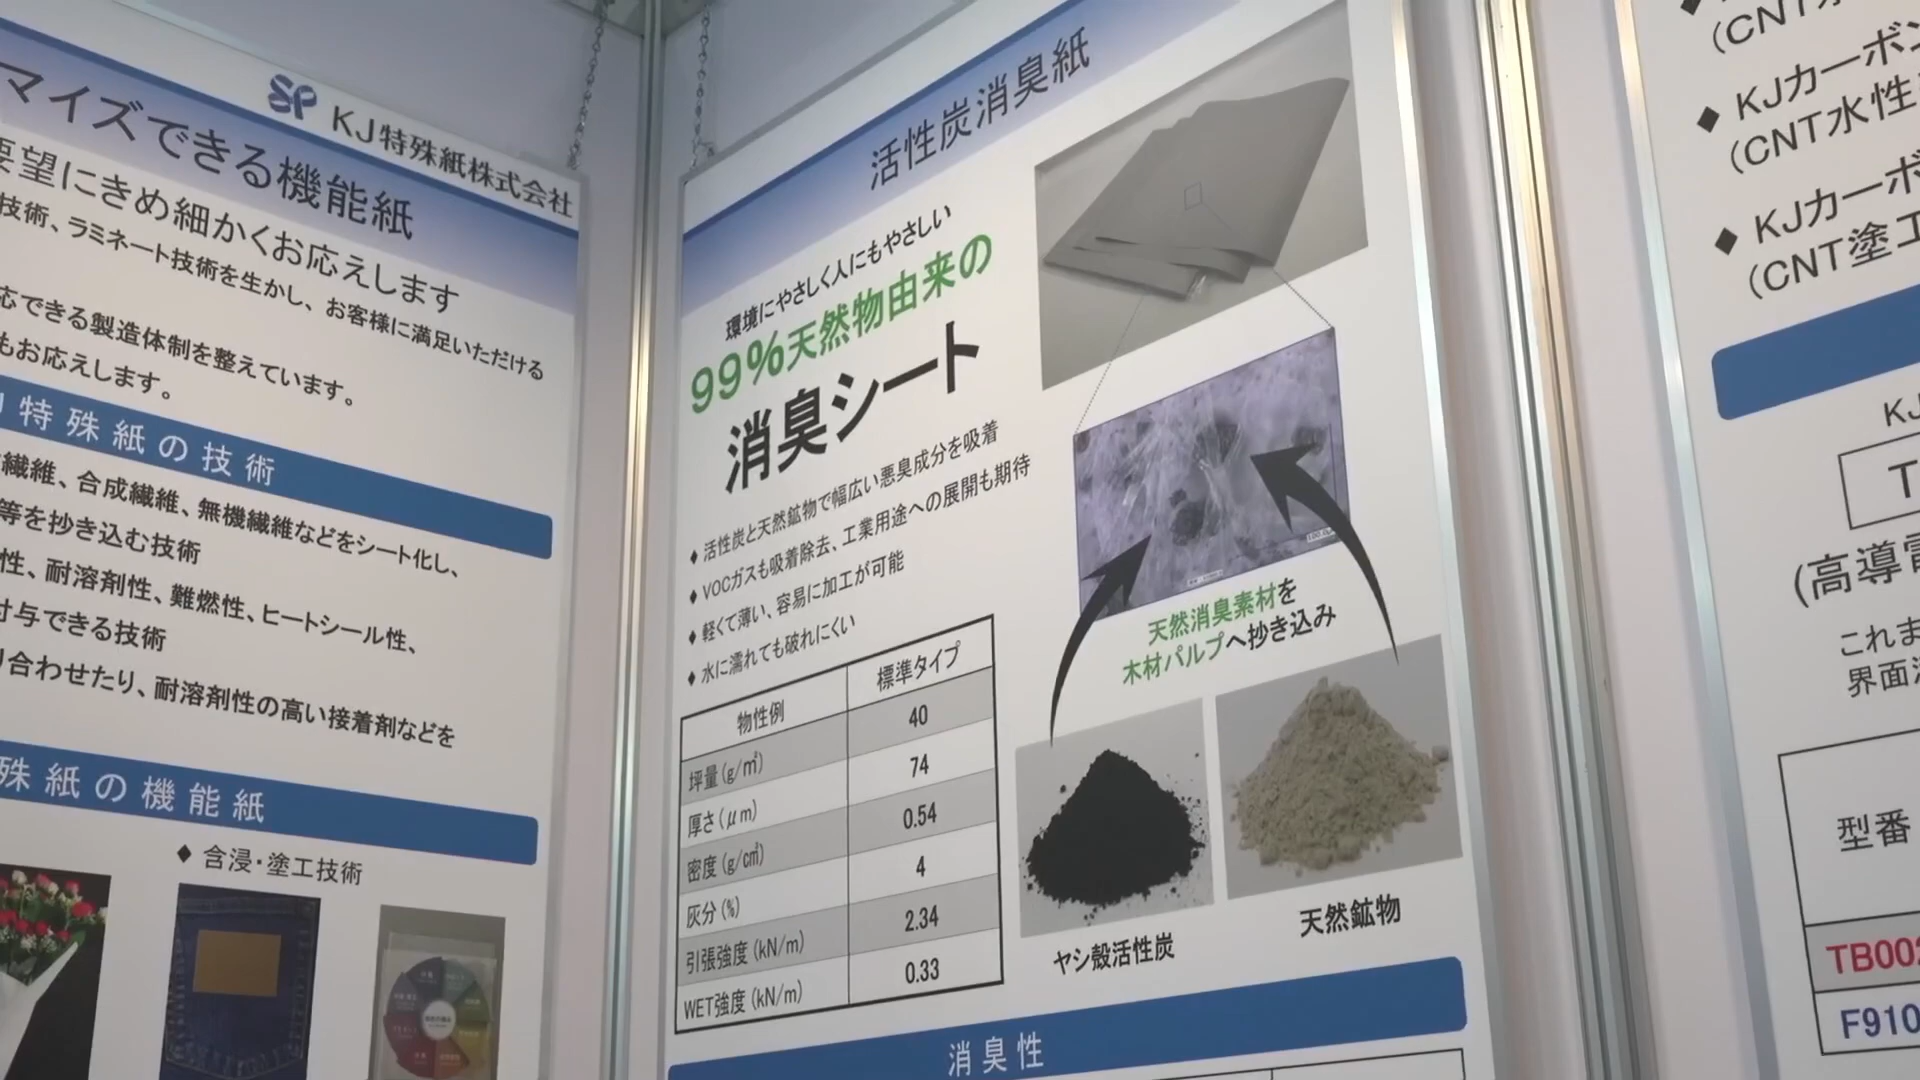 マイズできる機能紙
SP KJ特殊紙株式会社
要望にきめ細かくお応えします
技術、ラミネート技術を生かし、お客様に満足いただける
応できる製造体制を整えています。
もお応えします。
J特殊紙の技術
繊維、合成繊維、無機繊維などをシート化し、
等を抄き込む技術
性、耐溶剤性、難燃性、ヒートシール性、
付与できる技術
り合わせたり、耐溶剤性の高い接着剤などを
殊紙の機能紙
◆ 含浸・塗工技術
活性炭消臭紙
環境にやさしく人にもやさしい
99%天然物由来の
消臭シート
◆ 活性炭と天然鉱物で幅広い悪臭成分を吸着
◆ VOCガスも吸着除去、工業用途への展開も期待
◆ 軽くて薄い、容易に加工が可能
◆ 水に濡れても破れにくい
物性例 標準タイプ
坪量(g/㎡) 40
厚さ(μm) 74
密度(g/c㎡) 0.54
灰分(%) 4
引張強度(kN/m) 2.34
WET強度(kN/m) 0.33
天然消臭素材を
木材パルプへ抄き込み
ヤシ殻活性炭
天然鉱物
消臭性
(CNT水
◆ KJカーボン
(CNT水性
◆ KJカーボ
(CNT塗工
KJ
T
(高導電
これま
界面活
型番
TB002
F910